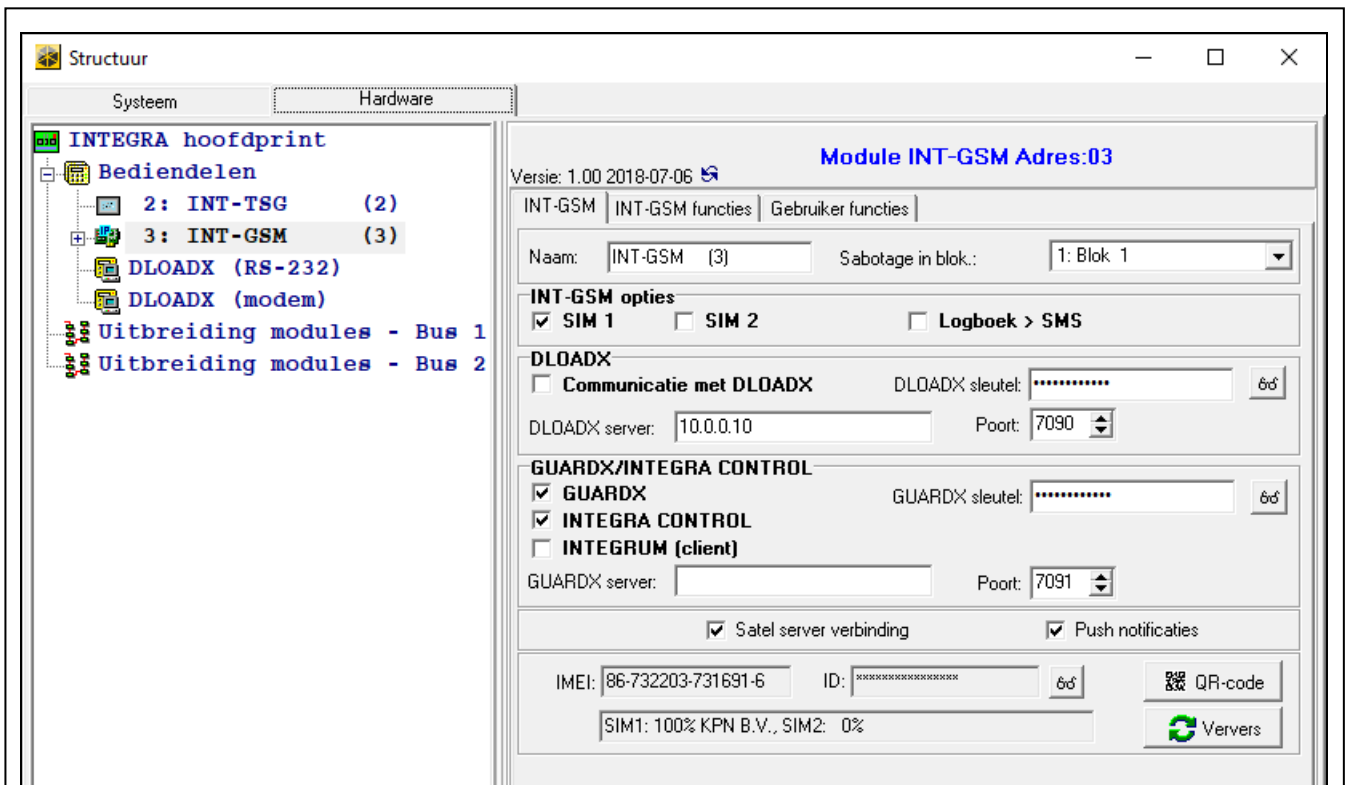 Structuur
Systeem Hardware
INTEGRA hoofdprint
Bediendelen
2: INT-TSG (2)
3: INT-GSM (3)
DLOADX (RS-232)
DLOADX (modem)
Uitbreiding modules - Bus 1
Uitbreiding modules - Bus 2
Module INT-GSM Adres:03
Versie: 1.00 2018-07-06
INT-GSM INT-GSM functies Gebruiker functies
Naam: INT-GSM (3) Sabotage in blok.: 1: Blok 1
INT-GSM opties
SIM 1 SIM 2 Logboek > SMS
DLOADX
Communicatie met DLOADX DLOADX sleutel: ••••••••••••
DLOADX server: 10.0.0.10 Poort: 7090
GUARDX/INTEGRA CONTROL
GUARDX GUARDX sleutel: ••••••••••••
INTEGRA CONTROL
INTEGRUM (client)
GUARDX server: Poort: 7091
Satel server verbinding Push notificaties
IMEI: 86-732203-731691-6 ID: **************** QR-code
SIM1: 100% KPN B.V., SIM2: 0% Ververs